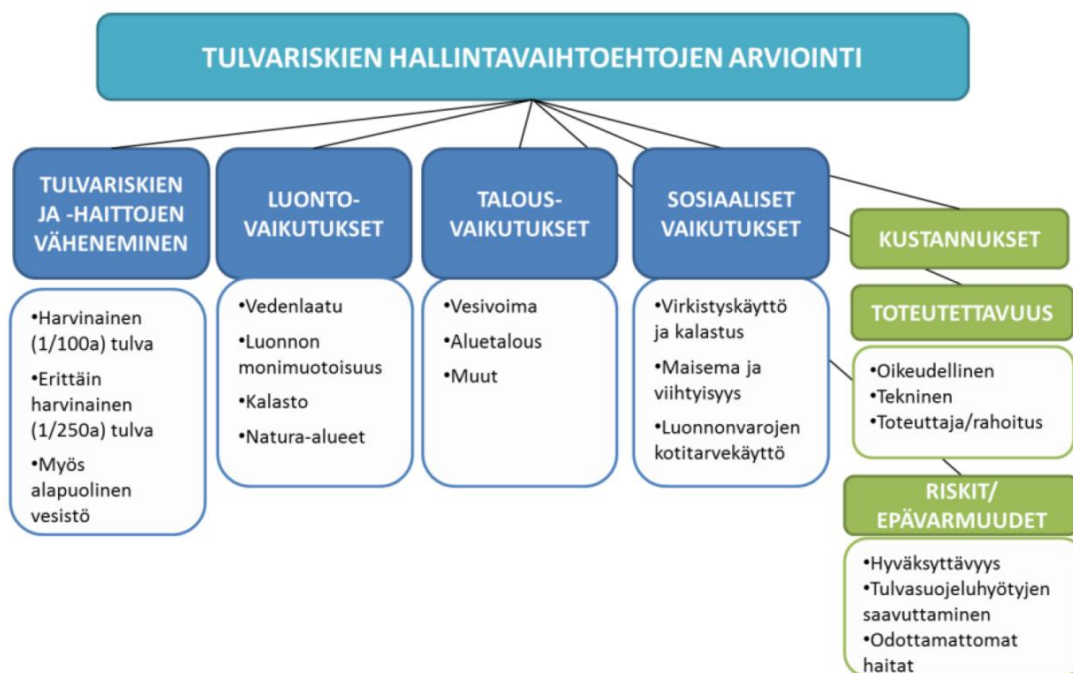 TULVARISKIEN HALLINTAVAIHTOEHTOJEN ARVIOINTI
TULVARISKIEN
JA -HAITTOJEN
VÄHENEMINEN
•Harvinainen
(1/100a) tulva
•Erittäin
harvinainen
(1/250a) tulva
•Myös
alapuolinen
vesistö
LUONTO-
VAIKUTUKSET
•Vedenlaatu
•Luonnon
monimuotoisuus
•Kalasto
•Natura-alueet
TALOUS-
VAIKUTUKSET
•Vesivoima
•Aluetalous
•Muut
SOSIAALISET
VAIKUTUKSET
•Virkistyskäyttö
ja kalastus
•Maisema ja
viihtyisyys
•Luonnonvarojen
kotitarvekäyttö
KUSTANNUKSET
TOTEUTETTAVUUS
•Oikeudellinen
•Tekninen
•Toteuttaja/rahoitus
RISKIT/
EPÄVARMUUDET
•Hyväksyttävyys
•Tulvasuojeluhyötyjen
saavuttaminen
•Odottamattomat
haitat